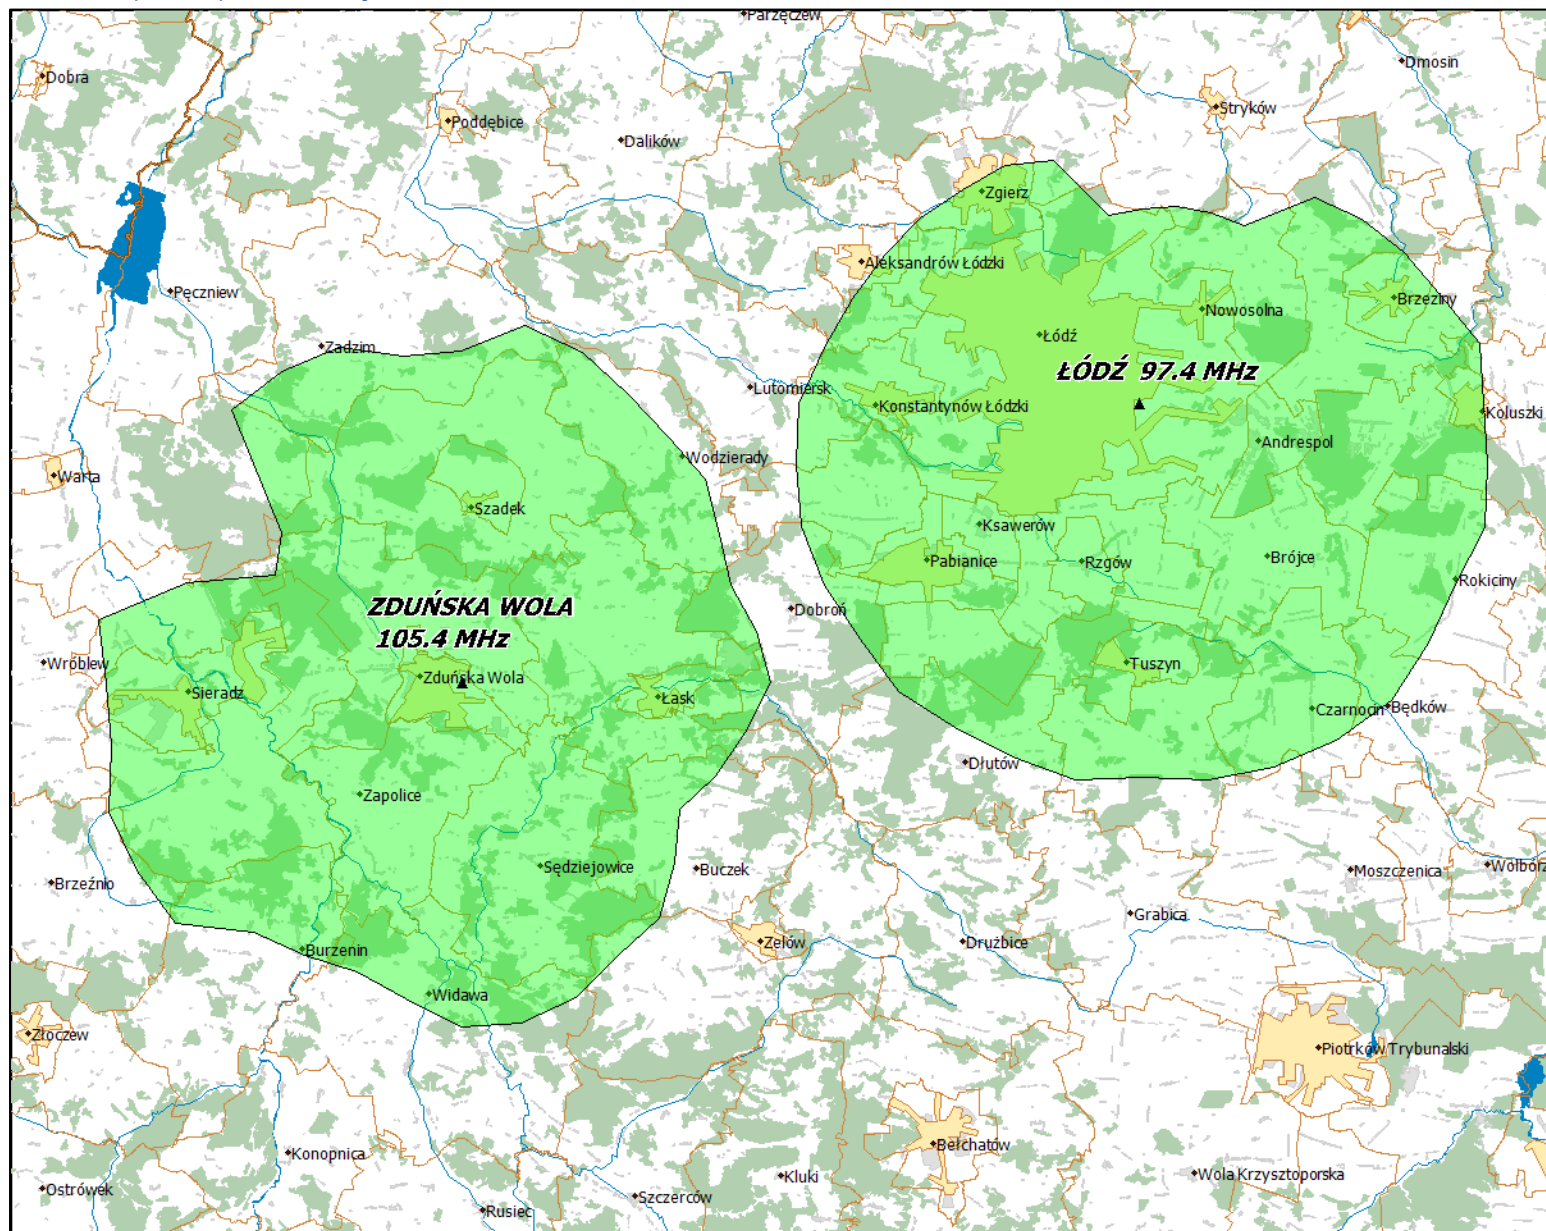 Parzęczew
Dobra
Dmosin
Stryków
Poddębice
Dalików
Zgierz
Aleksandrów Łódzki
Pęczniew
Nowosolna
Brzeziny
Łódź
Zadzim
ŁÓDŹ 97.4 MHz
Lutomiersk
Konstantynów Łódzki
Koluszki
Andrespol
Wodzierady
Warta
Szadek
Ksawerów
Pabianice
Rzgów
Brójce
Rokiciny
ZDUŃSKA WOLA
105.4 MHz
Dobroń
Wróblew
Tuszyn
Zduńska Wola
Sieradz
Łask
Czarnocin
Będków
Dłutów
Zapolice
Sędziejowice
Buczek
Moszczenica
Wolborz
Brzeźnio
Grabica
Zelów
Drużbice
Burzenin
Widawa
Złoczew
Piotrków Trybunalski
Bełchatów
Konopnica
Kluki
Wola Krzysztoporska
Ostrówek
Szczerców
Rusiec